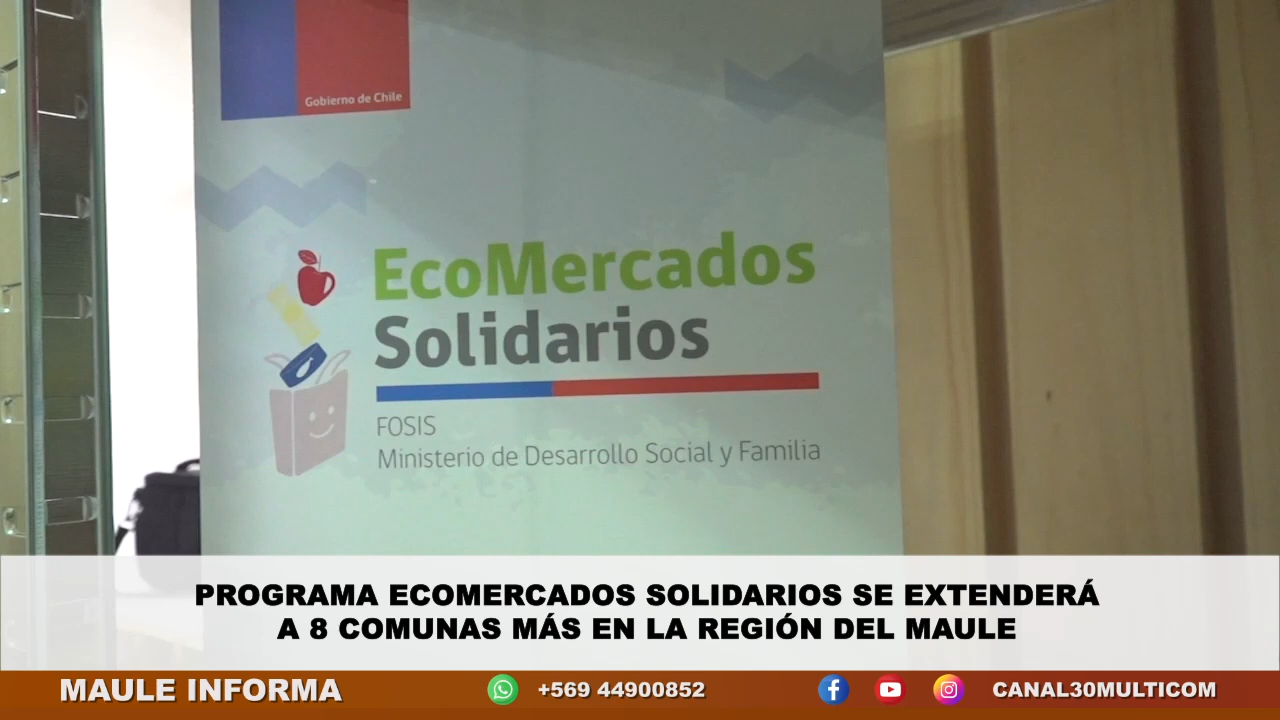 Gobierno de Chile
EcoMercados
Solidarios
FOSIS
Ministerio de Desarrollo Social y Familia
PROGRAMA ECOMERCADOS SOLIDARIOS SE EXTENDERÁ
A 8 COMUNAS MÁS EN LA REGIÓN DEL MAULE
MAULE INFORMA
+569 44900852
CANAL30MULTICOM